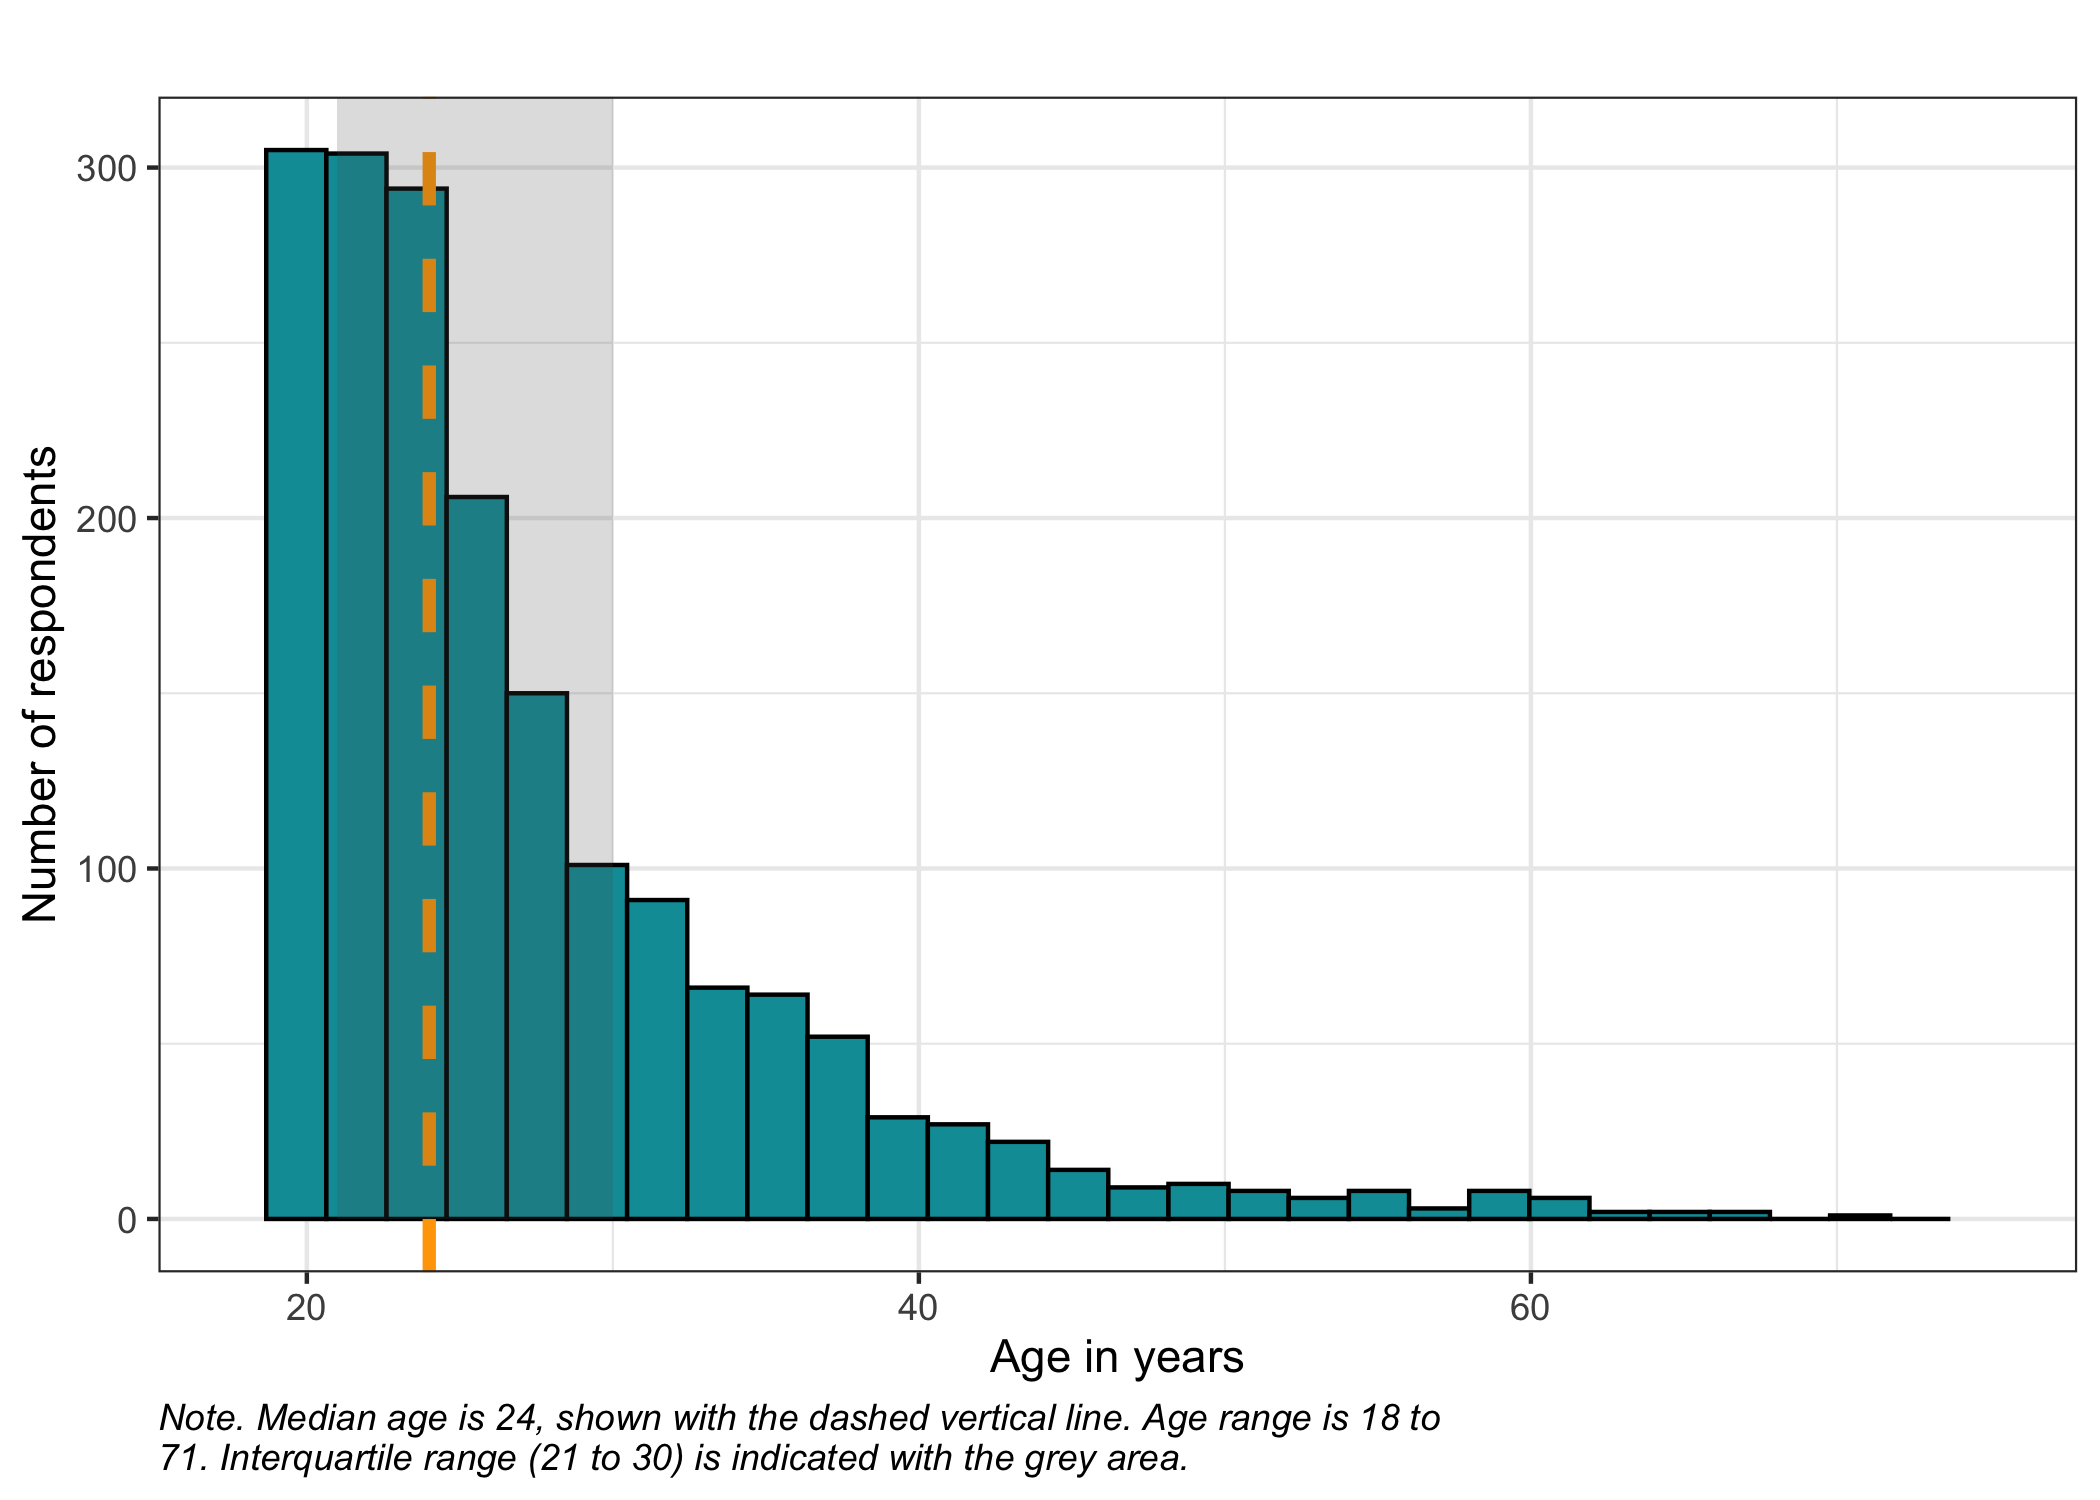 300
200
100
0
Number of respondents
20
40
60
Age in years
Note. Median age is 24, shown with the dashed vertical line. Age range is 18 to
71. Interquartile range (21 to 30) is indicated with the grey area.